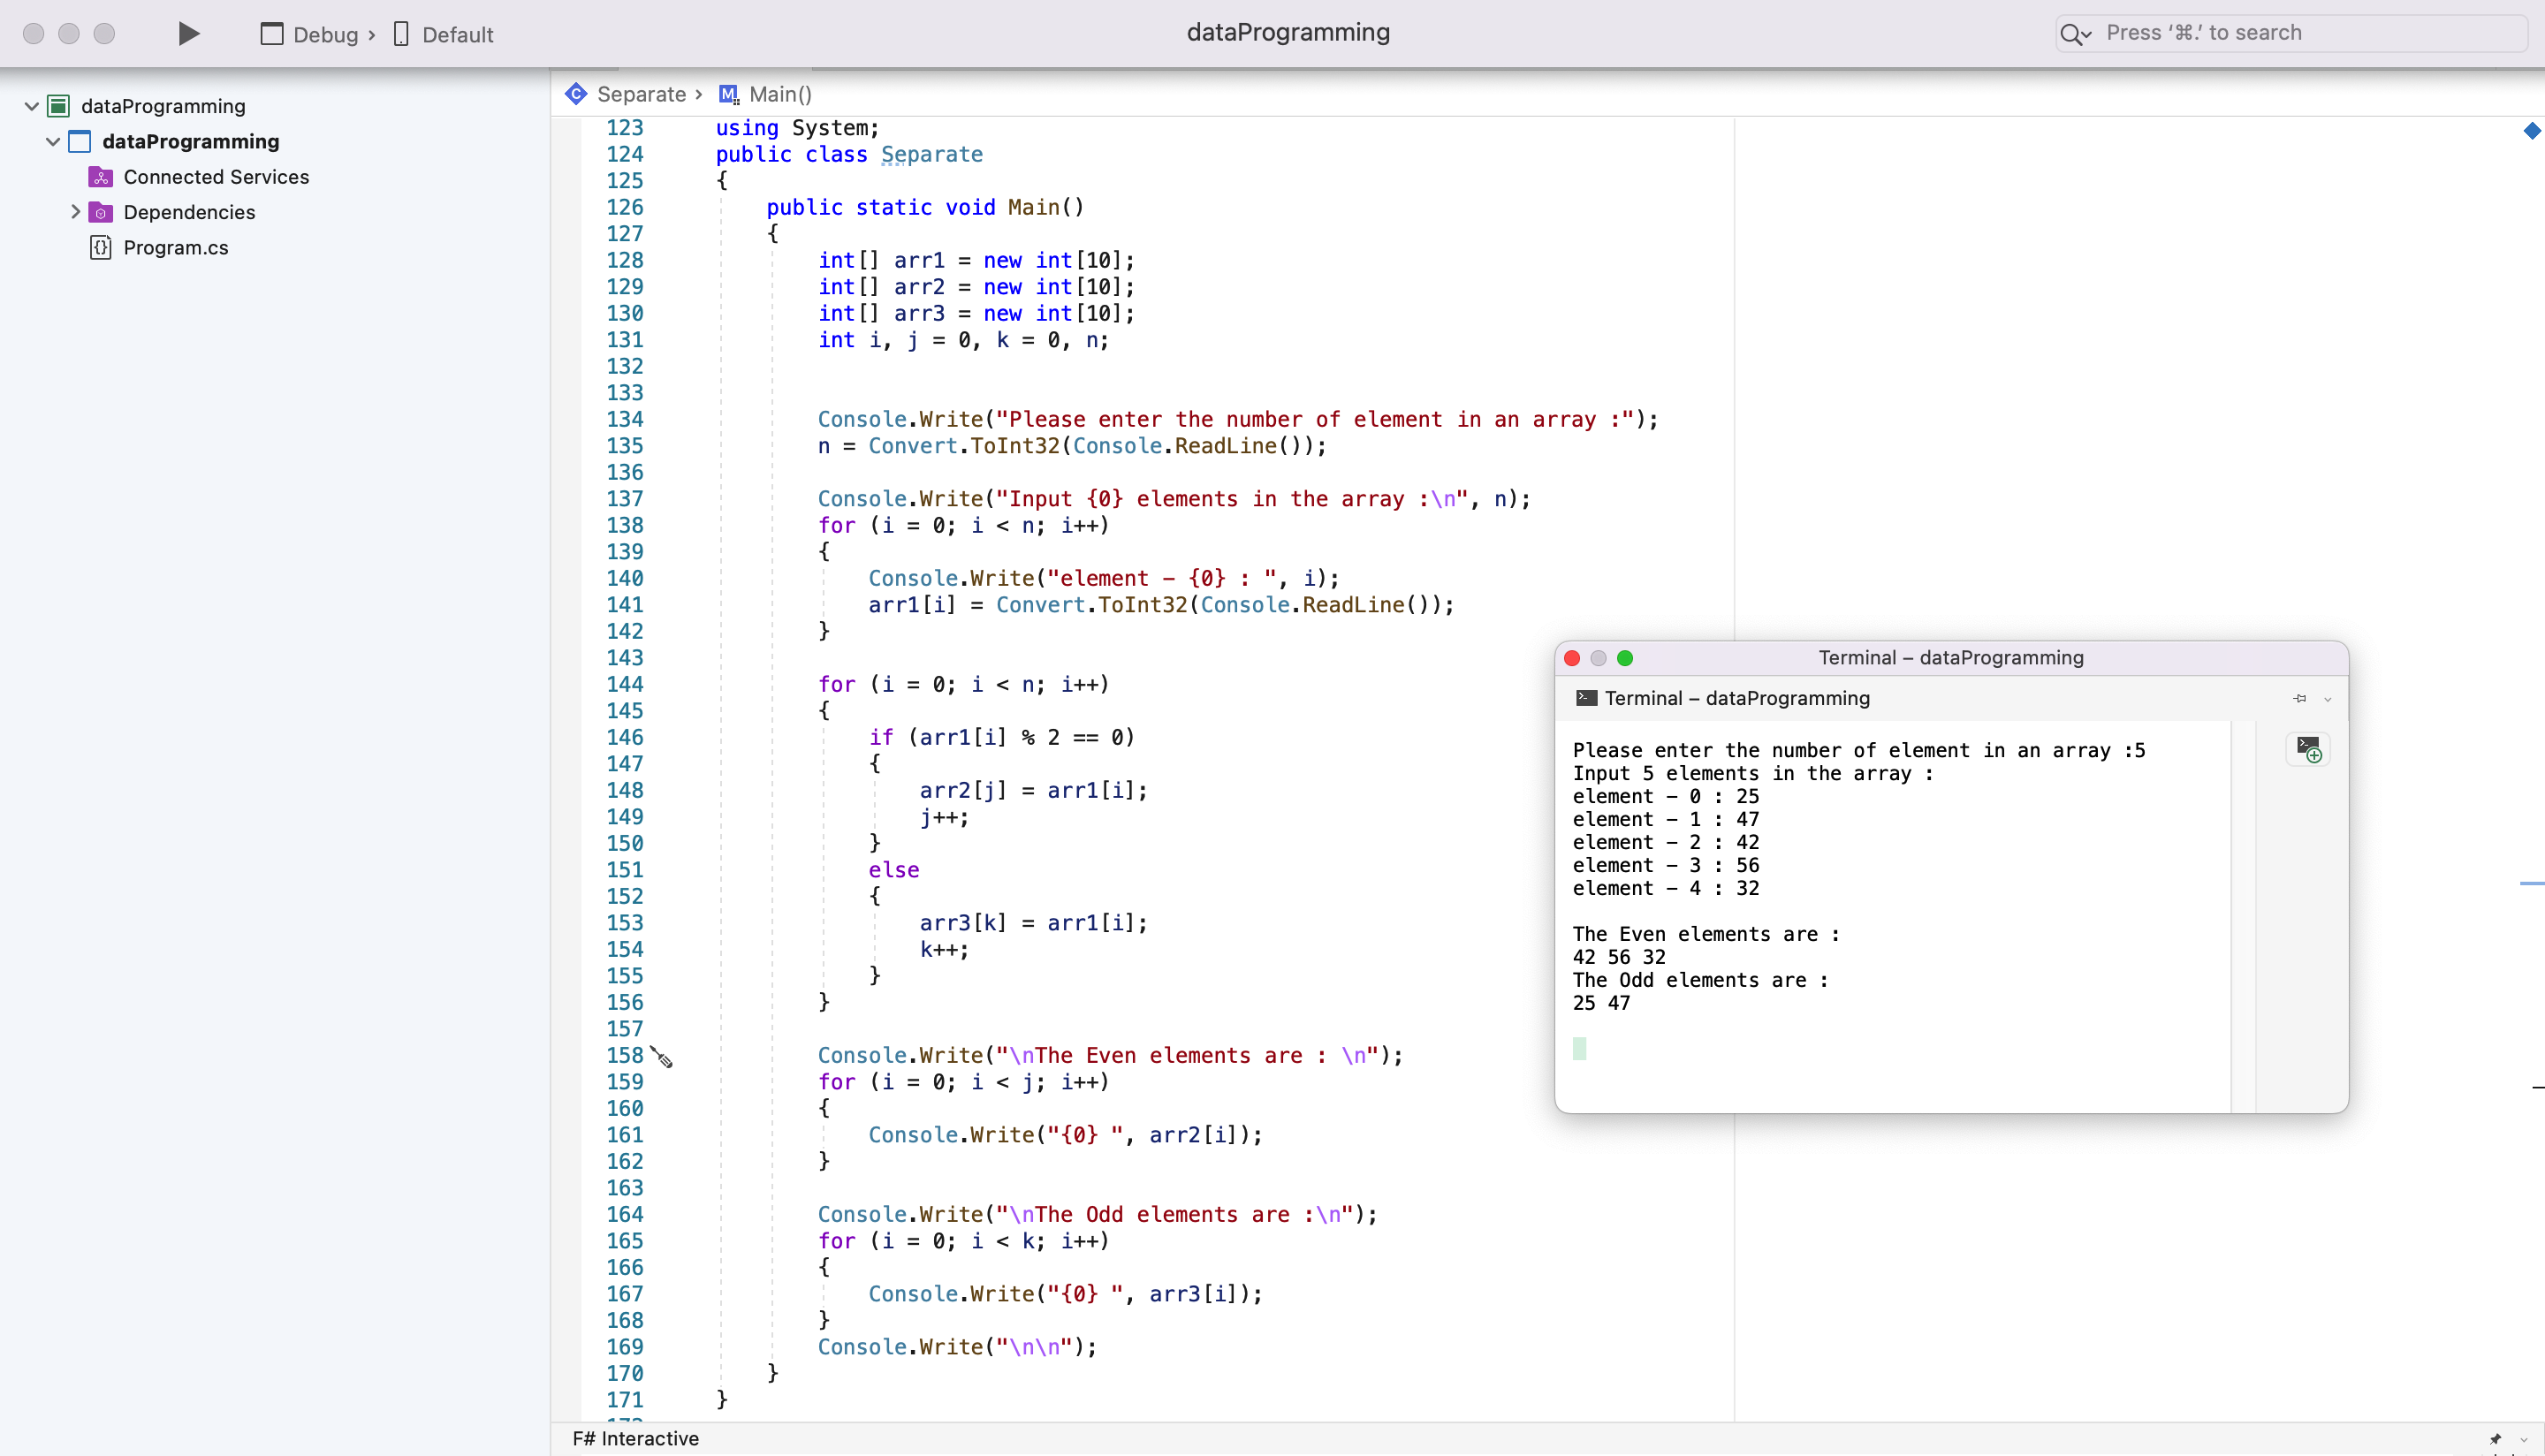 Debug › Default
dataProgramming
Press ‘⌘.’ to search
dataProgramming
dataProgramming
Connected Services
Dependencies
Program.cs
Separate › Main()
123 using System;
124 public class Separate
125 {
126 public static void Main()
127 {
128 int[] arr1 = new int[10];
129 int[] arr2 = new int[10];
130 int[] arr3 = new int[10];
131 int i, j = 0, k = 0, n;
132
133
134 Console.Write("Please enter the number of element in an array :");
135 n = Convert.ToInt32(Console.ReadLine());
136
137 Console.Write("Input {0} elements in the array :\n", n);
138 for (i = 0; i < n; i++)
139 {
140 Console.Write("element - {0} : ", i);
141 arr1[i] = Convert.ToInt32(Console.ReadLine());
142 }
143
144 for (i = 0; i < n; i++)
145 {
146 if (arr1[i] % 2 == 0)
147 {
148 arr2[j] = arr1[i];
149 j++;
150 }
151 else
152 {
153 arr3[k] = arr1[i];
154 k++;
155 }
156 }
157
158 Console.Write("\nThe Even elements are : \n");
159 for (i = 0; i < j; i++)
160 {
161 Console.Write("{0} ", arr2[i]);
162 }
163
164 Console.Write("\nThe Odd elements are :\n");
165 for (i = 0; i < k; i++)
166 {
167 Console.Write("{0} ", arr3[i]);
168 }
169 Console.Write("\n\n");
170 }
171 }
Terminal – dataProgramming
Terminal – dataProgramming
Please enter the number of element in an array :5
Input 5 elements in the array :
element - 0 : 25
element - 1 : 47
element - 2 : 42
element - 3 : 56
element - 4 : 32
The Even elements are :
42 56 32
The Odd elements are :
25 47
F# Interactive